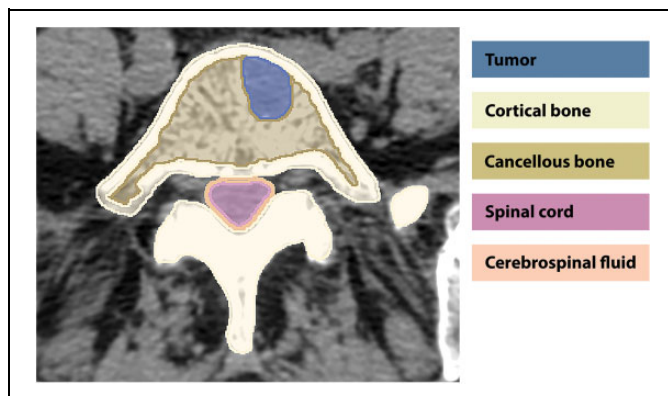 Tumor
Cortical bone
Cancellous bone
Spinal cord
Cerebrospinal fluid